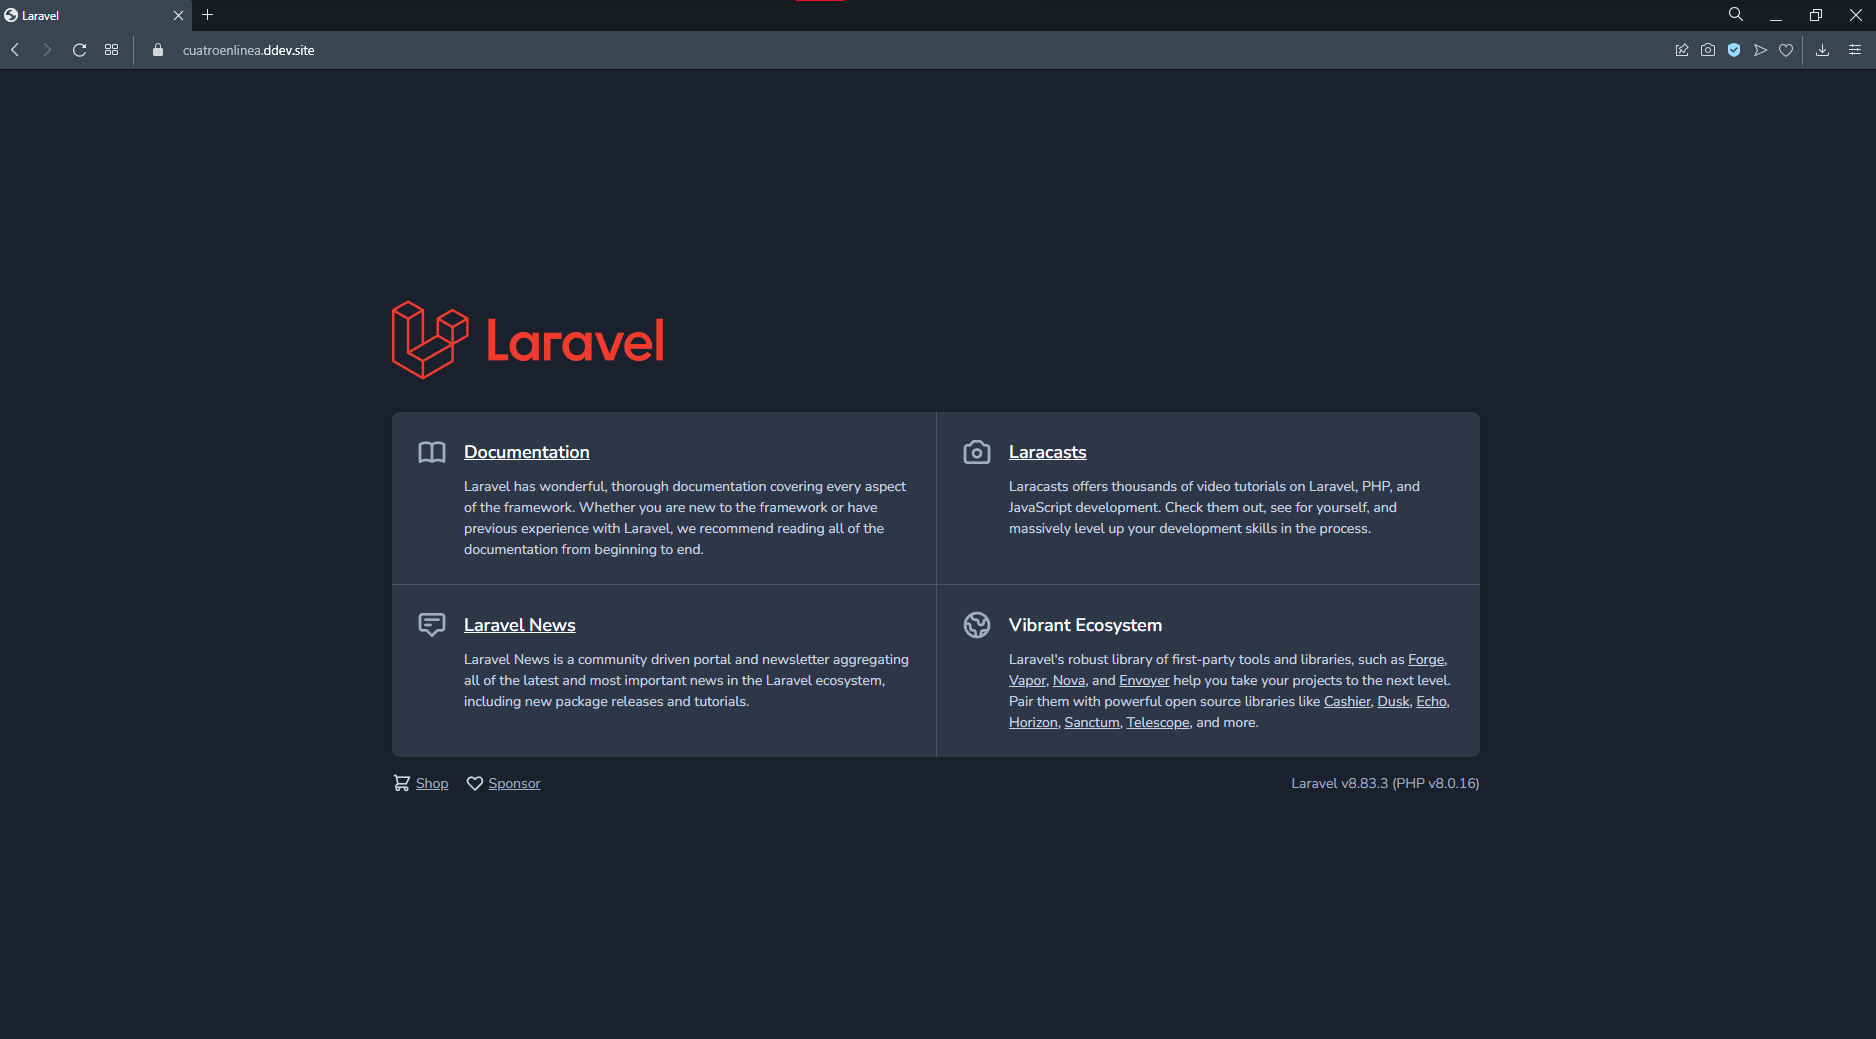 Laravel
cuatroenlinea.ddev.site
Laravel
Documentation
Laravel has wonderful, thorough documentation covering every aspect
of the framework. Whether you are new to the framework or have
previous experience with Laravel, we recommend reading all of the
documentation from beginning to end.
Laracasts
Laracasts offers thousands of video tutorials on Laravel, PHP, and
JavaScript development. Check them out, see for yourself, and
massively level up your development skills in the process.
Laravel News
Laravel News is a community driven portal and newsletter aggregating
all of the latest and most important news in the Laravel ecosystem,
including new package releases and tutorials.
Vibrant Ecosystem
Laravel's robust library of first-party tools and libraries, such as Forge,
Vapor, Nova, and Envoyer help you take your projects to the next level.
Pair them with powerful open source libraries like Cashier, Dusk, Echo,
Horizon, Sanctum, Telescope, and more.
Shop Sponsor
Laravel v8.83.3 (PHP v8.0.16)